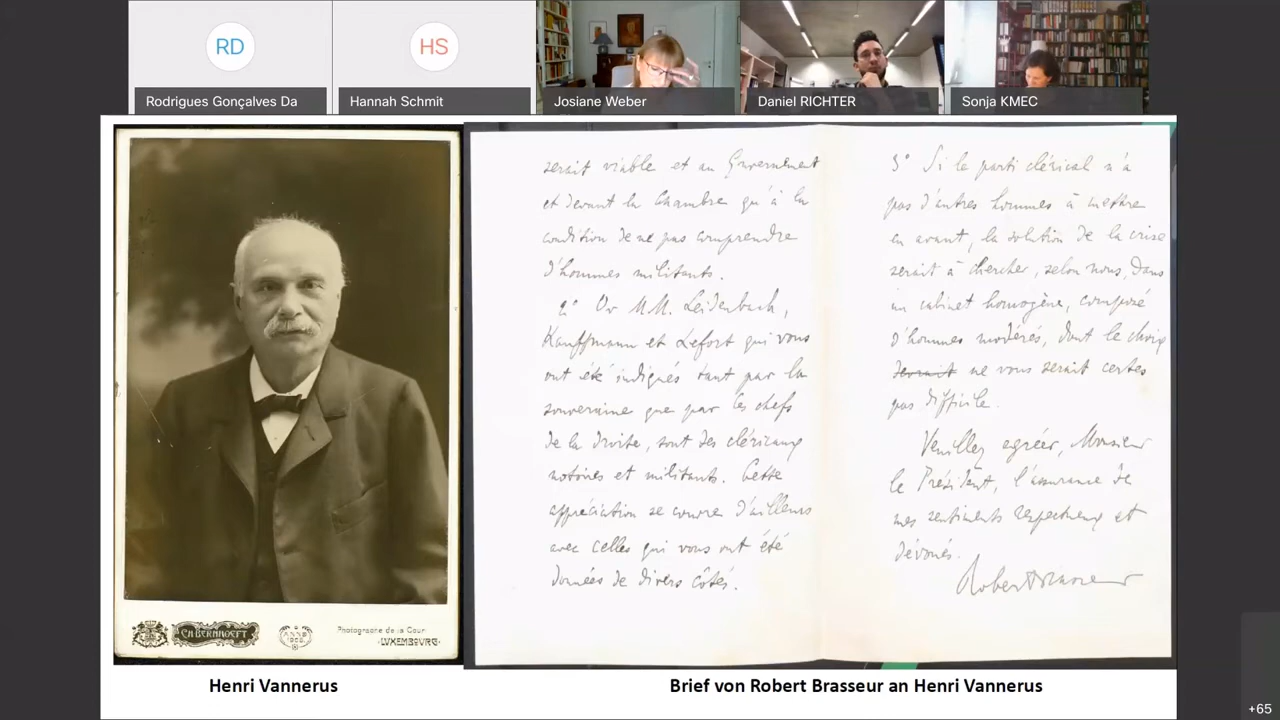 RD
HS
Rodrigues Gonçalves Da
Hannah Schmit
Josiane Weber
Daniel RICHTER
Sonja KMEC
CH. BERNHOEFT
ANNO
Photographe de la Cour
LUXEMBOURG
serait viable et au Gouvernement
et devant la Chambre qu'à la
condition de ne pas comprendre
d'hommes militants.
2° Or M.M. Leidenbach,
Kauffmann et Lefort qui vous
ont été indiqués tant par la
souveraine que par les chefs
de la Droite, sont des cléricaux
notoires et militants. Cette
appréciation se couvre d'ailleurs
avec celles qui vous ont été
données de divers côtés.
3° Si le parti clérical n'a
pas d'autres hommes à mettre
en avant, la solution de la crise
serait à chercher, selon nous, dans
un cabinet homogène, composé
d'hommes modérés, dont le choix
devrait ne vous serait certes
pas difficile.
Veuillez agréer, Monsieur
le Président, l'assurance de
mes sentiments respectueux et
dévoués.
Robert Brasseur
Henri Vannerus
Brief von Robert Brasseur an Henri Vannerus
+65